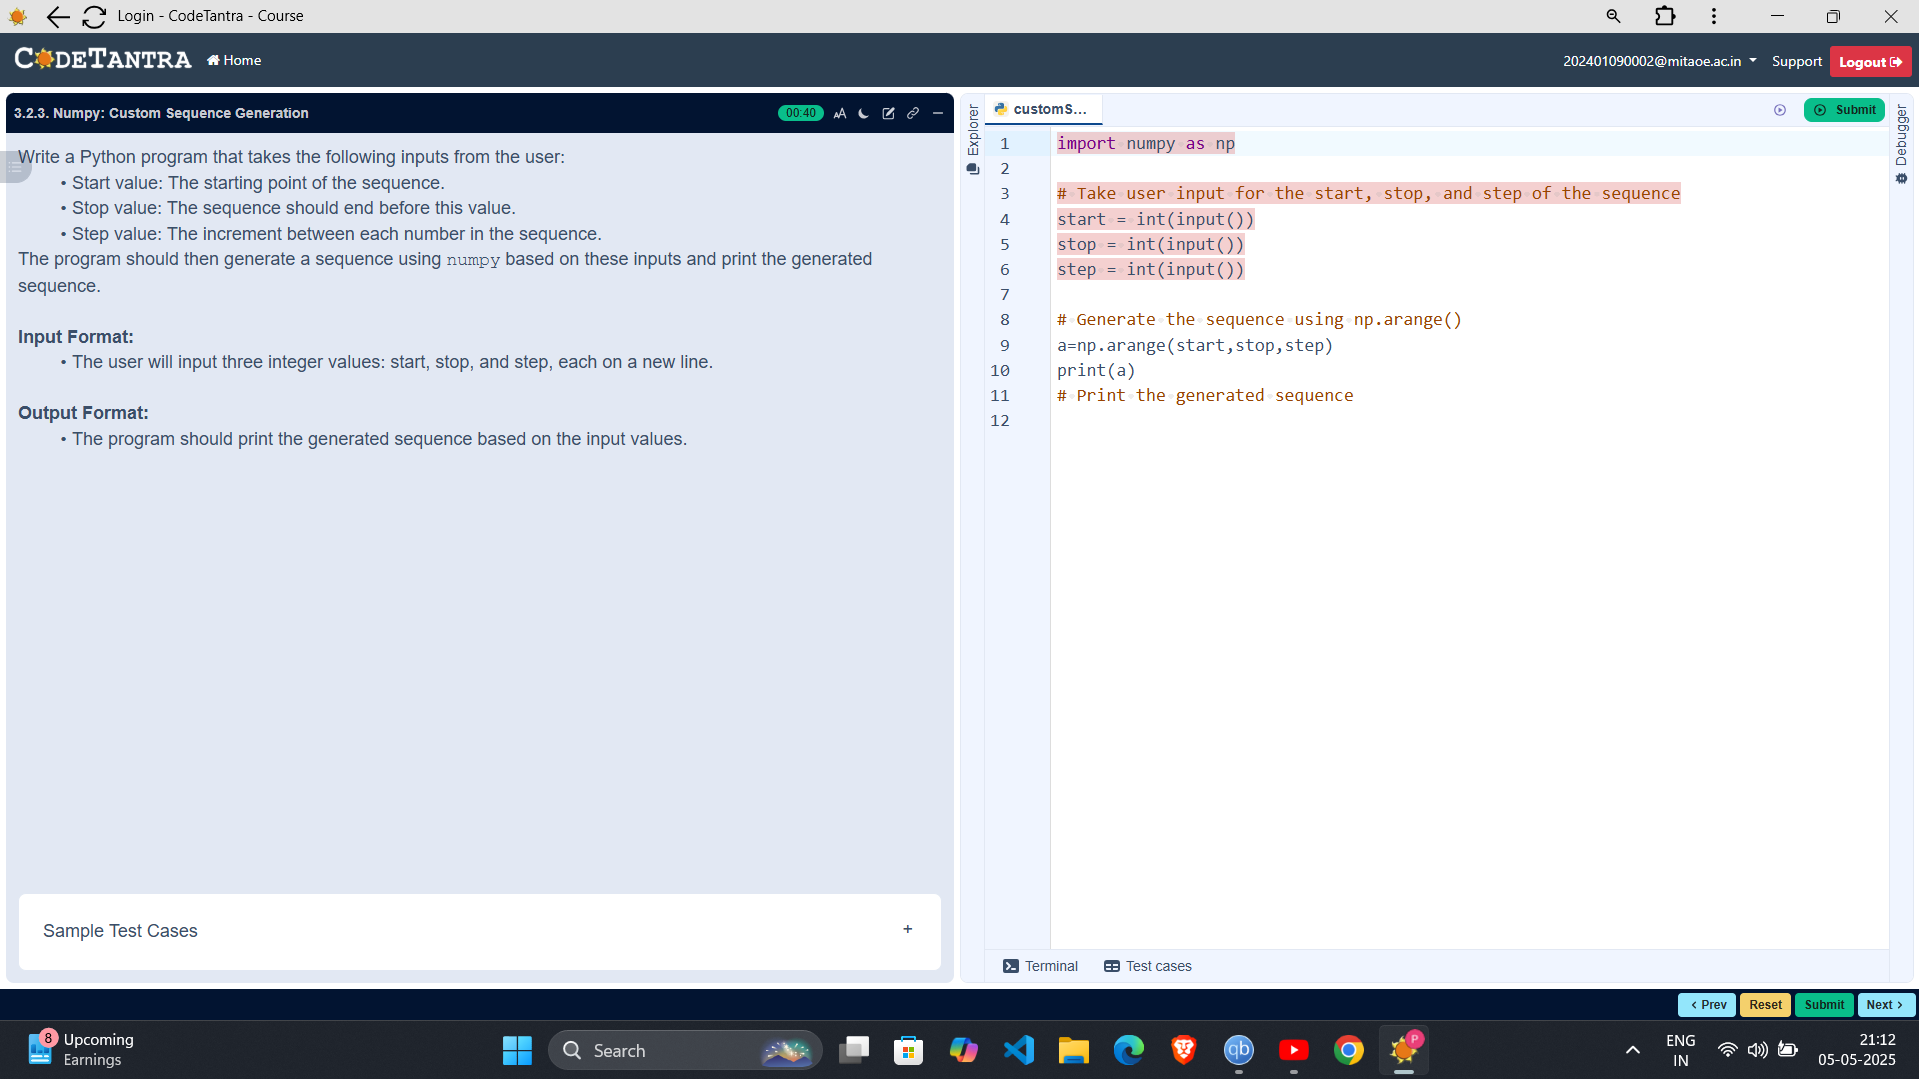 Login - CodeTantra - Course
CODETANTRA Home
202401090002@mitaoe.ac.in Support Logout
3.2.3. Numpy: Custom Sequence Generation
00:40 AA
Write a Python program that takes the following inputs from the user:
• Start value: The starting point of the sequence.
• Stop value: The sequence should end before this value.
• Step value: The increment between each number in the sequence.
The program should then generate a sequence using numpy based on these inputs and print the generated
sequence.
Input Format:
• The user will input three integer values: start, stop, and step, each on a new line.
Output Format:
• The program should print the generated sequence based on the input values.
Sample Test Cases +
Explorer
customS...
Submit
Debugger
1 import numpy as np
2
3 # Take user input for the start, stop, and step of the sequence
4 start = int(input())
5 stop = int(input())
6 step = int(input())
7
8 # Generate the sequence using np.arange()
9 a=np.arange(start,stop,step)
10 print(a)
11 # Print the generated sequence
12
Terminal Test cases
< Prev Reset Submit Next >
8 Upcoming
Earnings
Search
qb
P
ENG
IN
21:12
05-05-2025